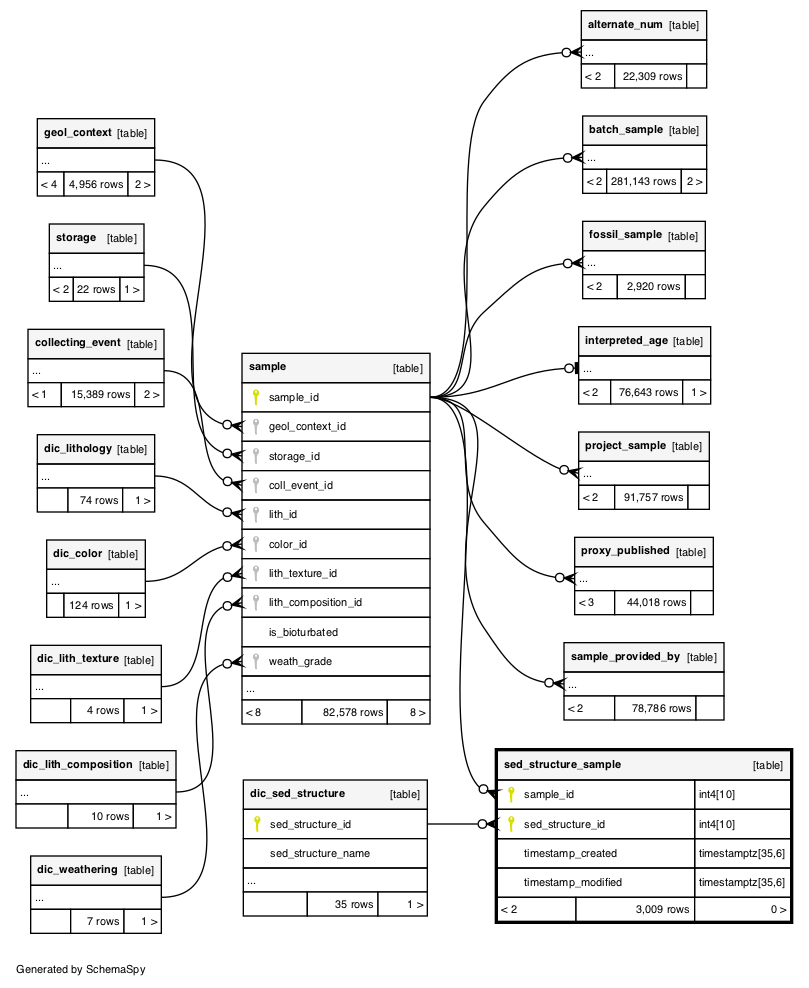 alternate_num [table]
...
< 2 22,309 rows
geol_context [table]
...
< 4 4,956 rows 2 >
batch_sample [table]
...
< 2 281,143 rows 2 >
storage [table]
...
< 2 22 rows 1 >
fossil_sample [table]
...
< 2 2,920 rows
collecting_event [table]
...
< 1 15,389 rows 2 >
interpreted_age [table]
...
< 2 76,643 rows 1 >
sample [table]
sample_id
geol_context_id
storage_id
coll_event_id
lith_id
color_id
lith_texture_id
lith_composition_id
is_bioturbated
weath_grade
...
< 8 82,578 rows 8 >
dic_lithology [table]
...
74 rows 1 >
project_sample [table]
...
< 2 91,757 rows
dic_color [table]
...
124 rows 1 >
proxy_published [table]
...
< 3 44,018 rows
dic_lith_texture [table]
...
4 rows 1 >
sample_provided_by [table]
...
< 2 78,786 rows
dic_lith_composition [table]
...
10 rows 1 >
dic_weathering [table]
...
7 rows 1 >
dic_sed_structure [table]
sed_structure_id
sed_structure_name
...
35 rows 1 >
sed_structure_sample [table]
sample_id int4[10]
sed_structure_id int4[10]
timestamp_created timestamptz[35,6]
timestamp_modified timestamptz[35,6]
< 2 3,009 rows 0 >
Generated by SchemaSpy